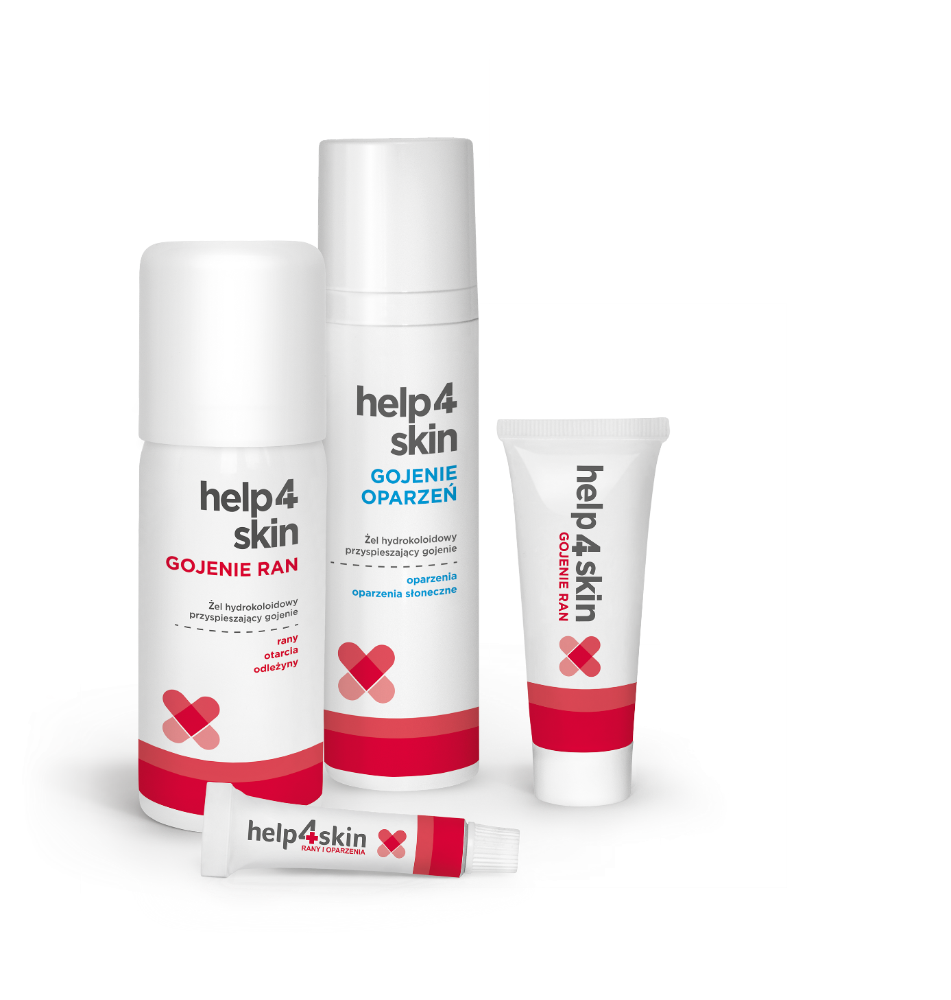 help4
skin
GOJENIE RAN
Żel hydrokoloidowy
przyspieszający gojenie
rany
otarcia
odleżyny
help4
skin
GOJENIE
OPARZEŃ
Żel hydrokoloidowy
przyspieszający gojenie
oparzenia
oparzenia słoneczne
help4skin
GOJENIE RAN
help4skin
RANY I OPARZENIA